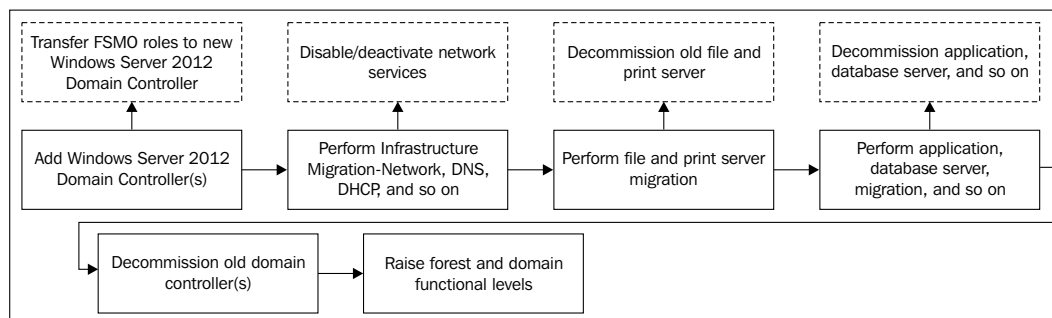 Transfer FSMO roles to new
Windows Server 2012
Domain Controller
Disable/deactivate network
services
Decommission old file and
print server
Decommission application,
database server, and so on
Add Windows Server 2012
Domain Controller(s)
Perform Infrastructure
Migration-Network, DNS,
DHCP, and so on
Perform file and print server
migration
Perform application,
database server,
migration, and so on
Decommission old domain
controller(s)
Raise forest and domain
functional levels